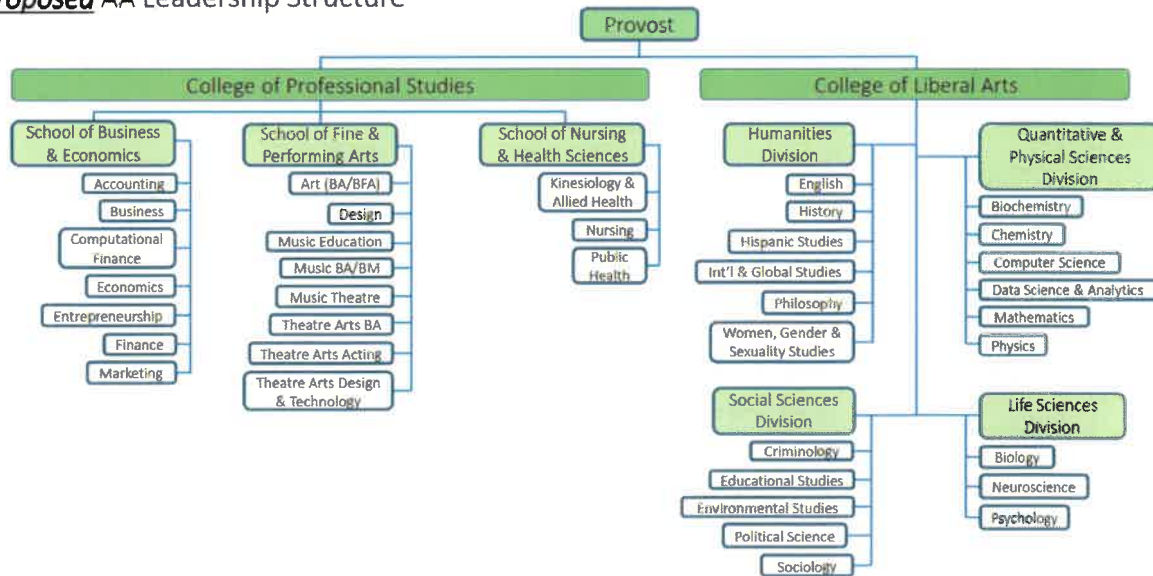 roposed AA Leadership Structure
Provost
College of Professional Studies
College of Liberal Arts
School of Business
& Economics
Accounting
Business
Computational
Finance
Economics
Entrepreneurship
Finance
Marketing
School of Fine &
Performing Arts
Art (BA/BFA)
Design
Music Education
Music BA/BM
Music Theatre
Theatre Arts BA
Theatre Arts Acting
Theatre Arts Design
& Technology
School of Nursing
& Health Sciences
Kinesiology &
Allied Health
Nursing
Public
Health
Humanities
Division
English
History
Hispanic Studies
Int'l & Global Studies
Philosophy
Women, Gender &
Sexuality Studies
Quantitative &
Physical Sciences
Division
Biochemistry
Chemistry
Computer Science
Data Science & Analytics
Mathematics
Physics
Social Sciences
Division
Criminology
Educational Studies
Environmental Studies
Political Science
Sociology
Life Sciences
Division
Biology
Neuroscience
Psychology